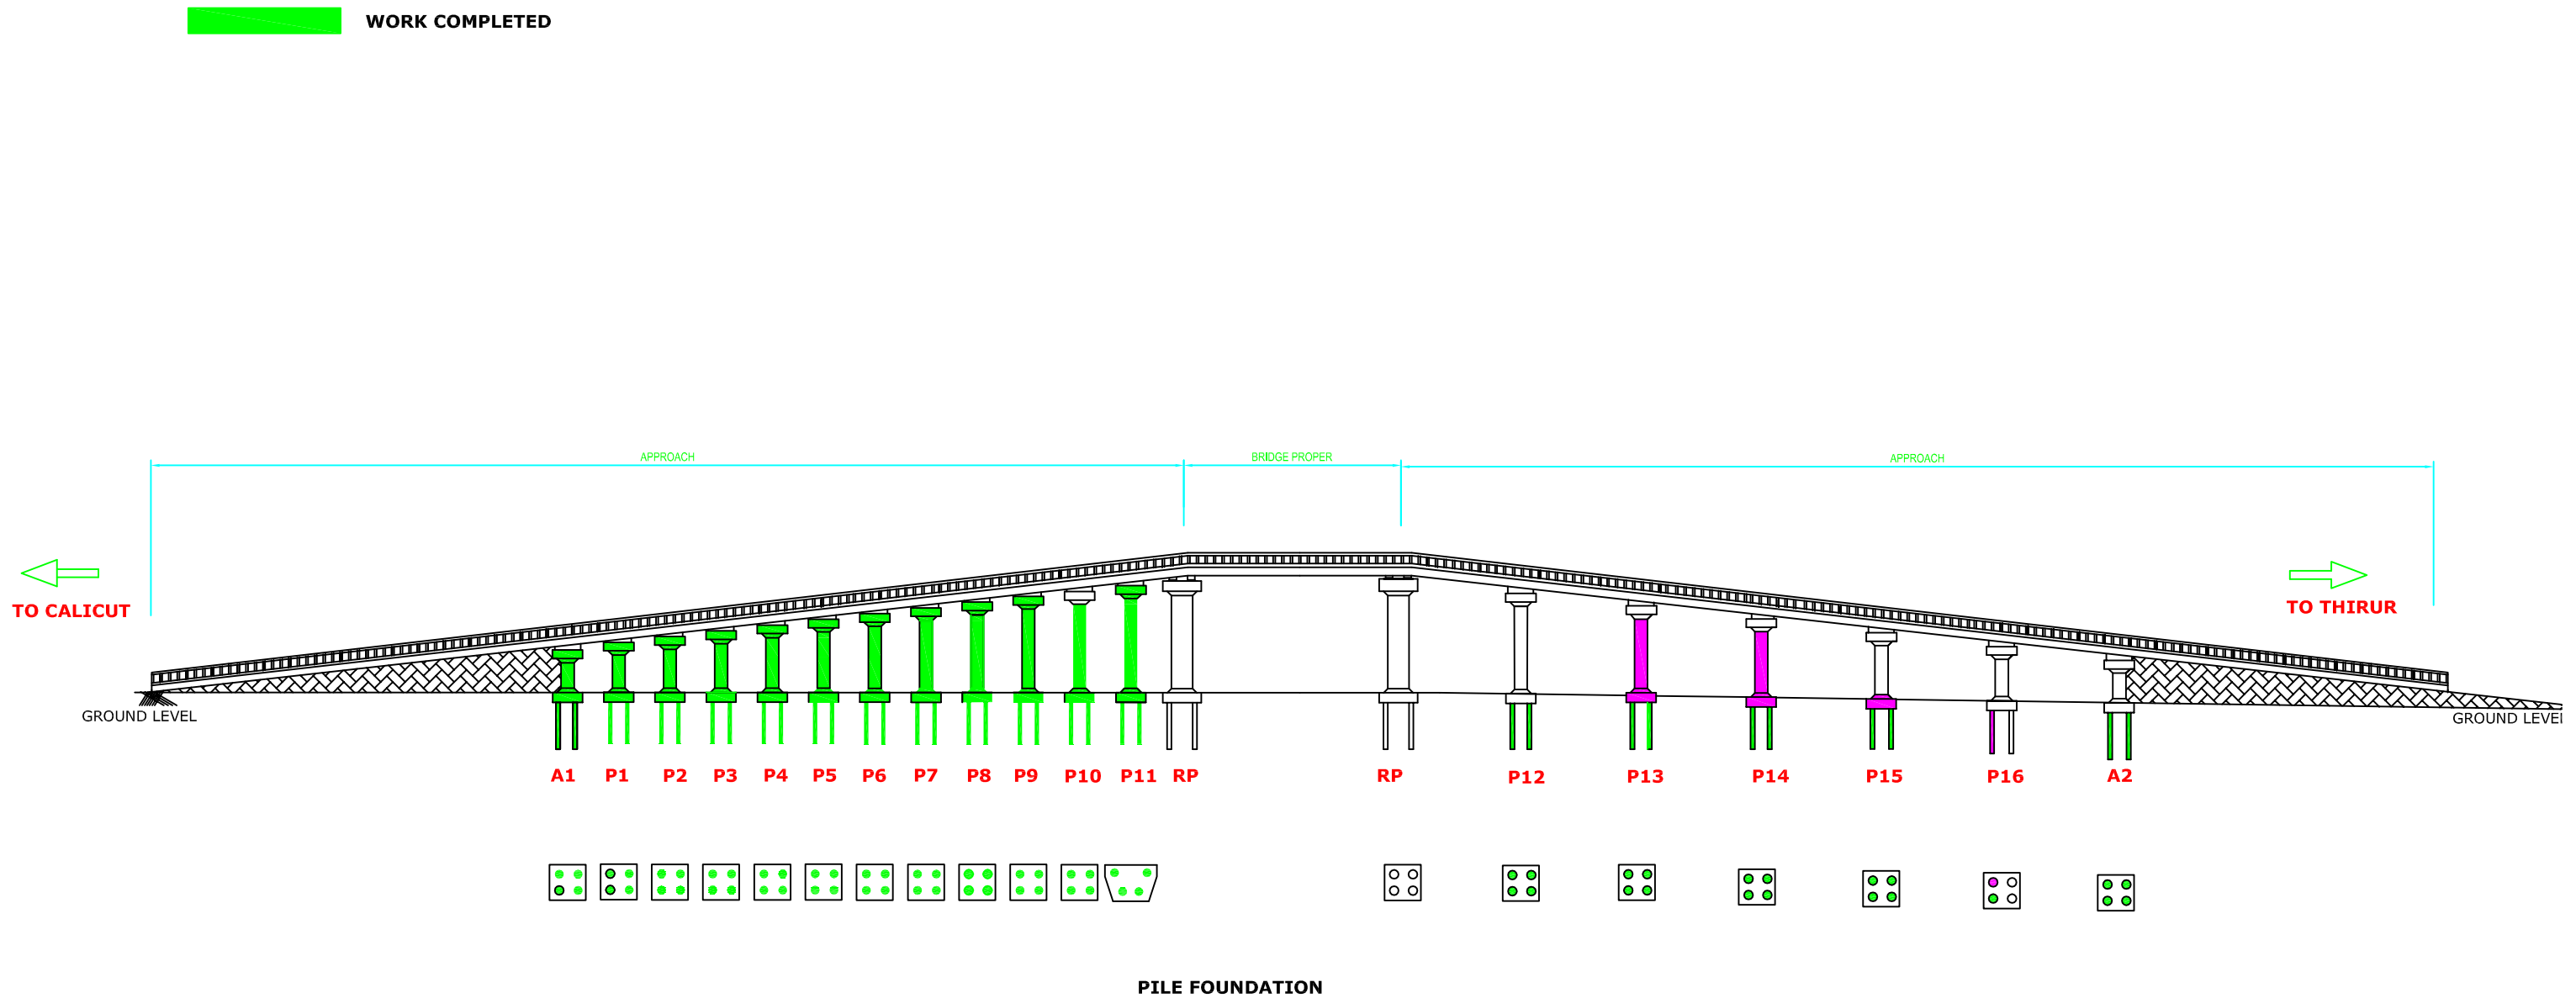 WORK COMPLETED
APPROACH
BRIDGE PROPER
APPROACH
TO CALICUT
TO THIRUR
GROUND LEVEL
GROUND LEVEL
A1 P1 P2 P3 P4 P5 P6 P7 P8 P9 P10 P11 RP RP P12 P13 P14 P15 P16 A2
PILE FOUNDATION